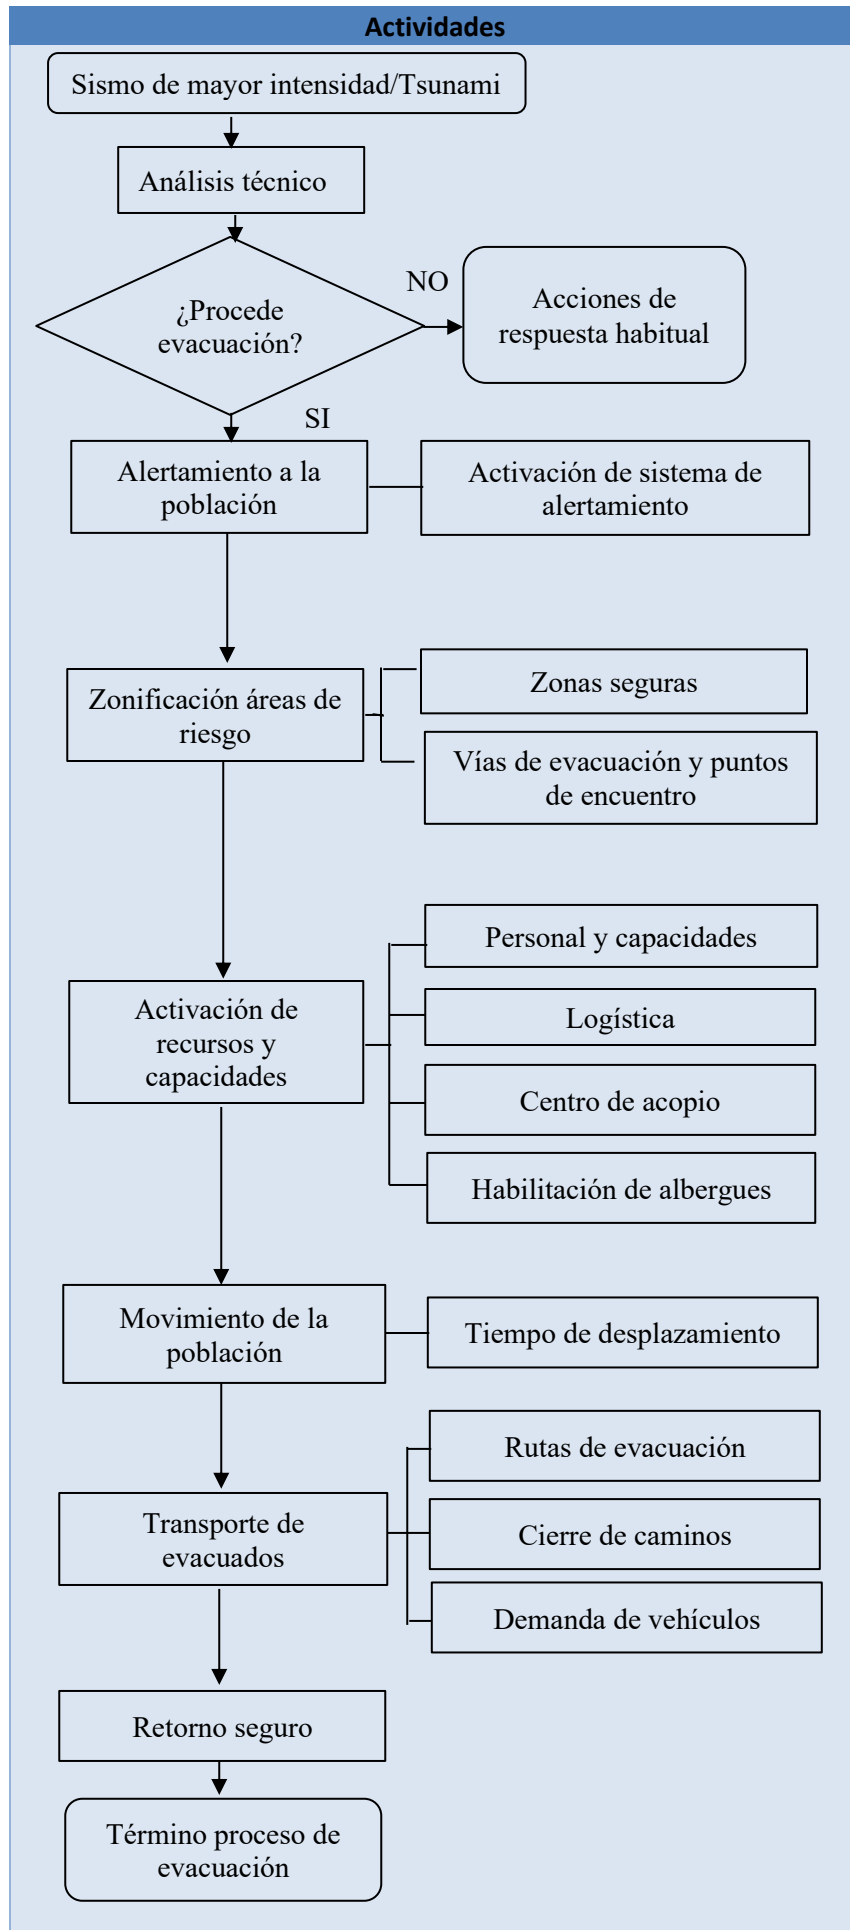 Actividades
Sismo de mayor intensidad/Tsunami
Análisis técnico
¿Procede
evacuación?
NO
Acciones de
respuesta habitual
SI
Alertamiento a la
población
Activación de sistema de
alertamiento
Zonificación áreas de
riesgo
Zonas seguras
Vías de evacuación y puntos
de encuentro
Activación de
recursos y
capacidades
Personal y capacidades
Logística
Centro de acopio
Habilitación de albergues
Movimiento de la
población
Tiempo de desplazamiento
Transporte de
evacuados
Rutas de evacuación
Cierre de caminos
Demanda de vehículos
Retorno seguro
Término proceso de
evacuación